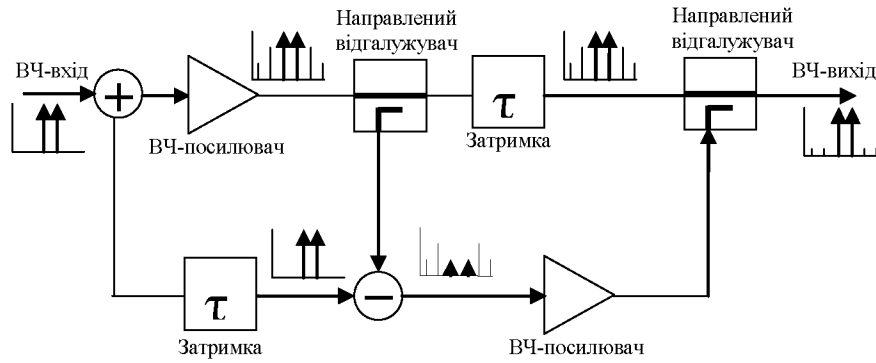 Направлений
відгалужувач
Направлений
відгалужувач
ВЧ-вхід
ВЧ-вихід
+
τ
ВЧ-посилювач
Затримка
τ
−
Затримка
ВЧ-посилювач